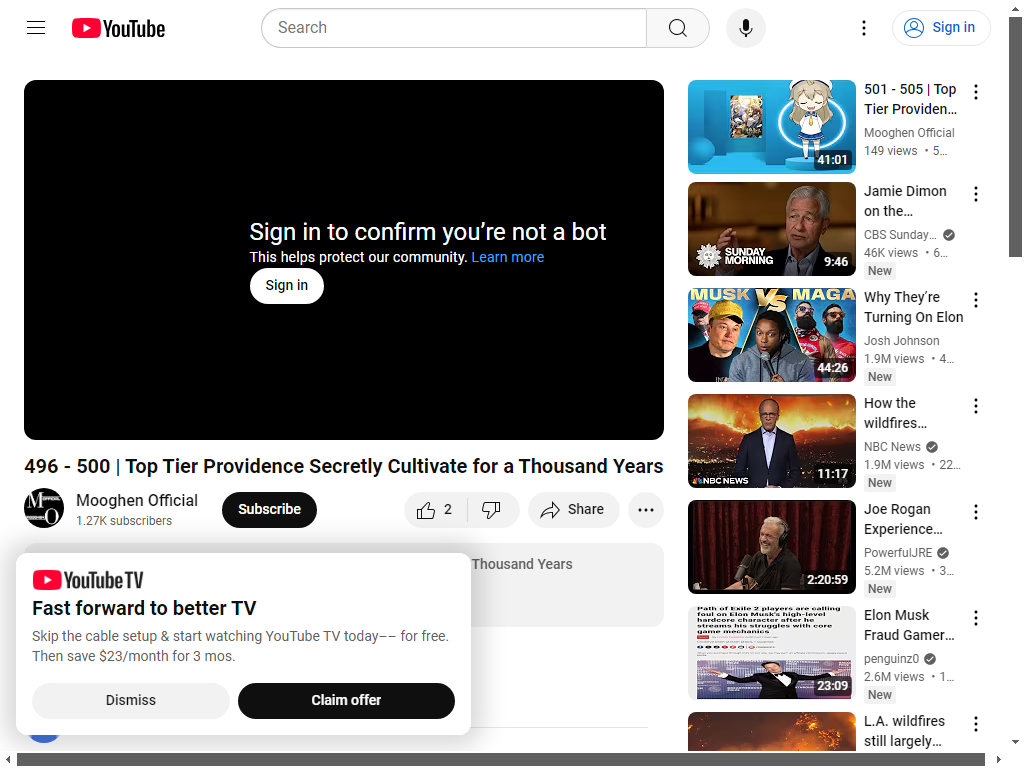 YouTube
Search
Sign in
Sign in to confirm you’re not a bot
This helps protect our community. Learn more
Sign in
496 - 500 | Top Tier Providence Secretly Cultivate for a Thousand Years
Mooghen Official
1.27K subscribers
Subscribe
2
Share
Thousand Years
YouTube TV
Fast forward to better TV
Skip the cable setup & start watching YouTube TV today–– for free.
Then save $23/month for 3 mos.
Dismiss
Claim offer
41:01
501 - 505 | Top
Tier Providen...
Mooghen Official
149 views • 5...
SUNDAY
MORNING
9:46
Jamie Dimon
on the...
CBS Sunday...
46K views • 6...
New
MUSK VS MAGA
44:26
Why They’re
Turning On Elon
Josh Johnson
1.9M views • 4...
New
NBC NEWS
11:17
How the
wildfires...
NBC News
1.9M views • 22...
New
2:20:59
Joe Rogan
Experience...
PowerfulJRE
5.2M views • 3...
New
Path of Exile 2 players are calling
foul on Elon Musk's high-level
hardcore character after he
streams his struggles with core
game mechanics
23:09
Elon Musk
Fraud Gamer...
penguinz0
2.6M views • 1...
New
L.A. wildfires
still largely...